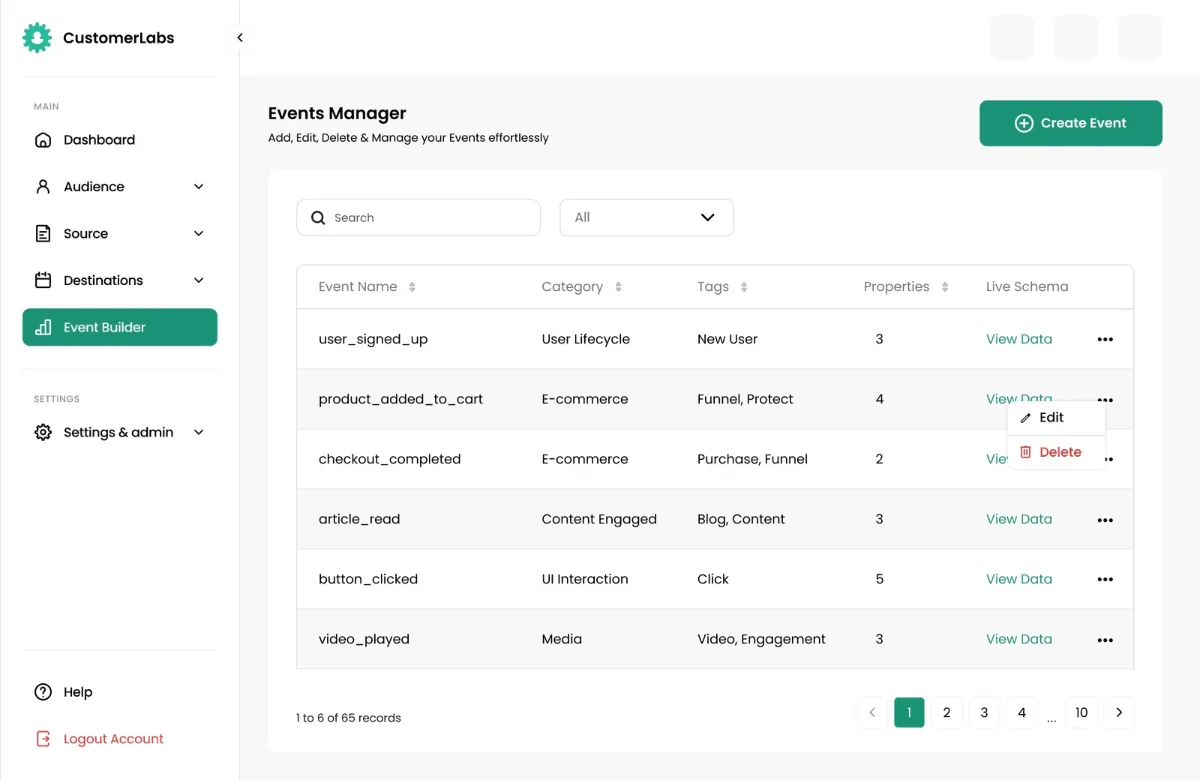 CustomerLabs
MAIN
Dashboard
Audience
Source
Destinations
Event Builder
SETTINGS
Settings & admin
Help
Logout Account
Events Manager
Add, Edit, Delete & Manage your Events effortlessly
Create Event
Search
All
Event Name Category Tags Properties Live Schema
user_signed_up User Lifecycle New User 3 View Data
product_added_to_cart E-commerce Funnel, Protect 4 View Data
Edit
checkout_completed E-commerce Purchase, Funnel 2
Delete
article_read Content Engaged Blog, Content 3 View Data
button_clicked UI Interaction Click 5 View Data
video_played Media Video, Engagement 3 View Data
1 to 6 of 65 records
1 2 3 4 ... 10